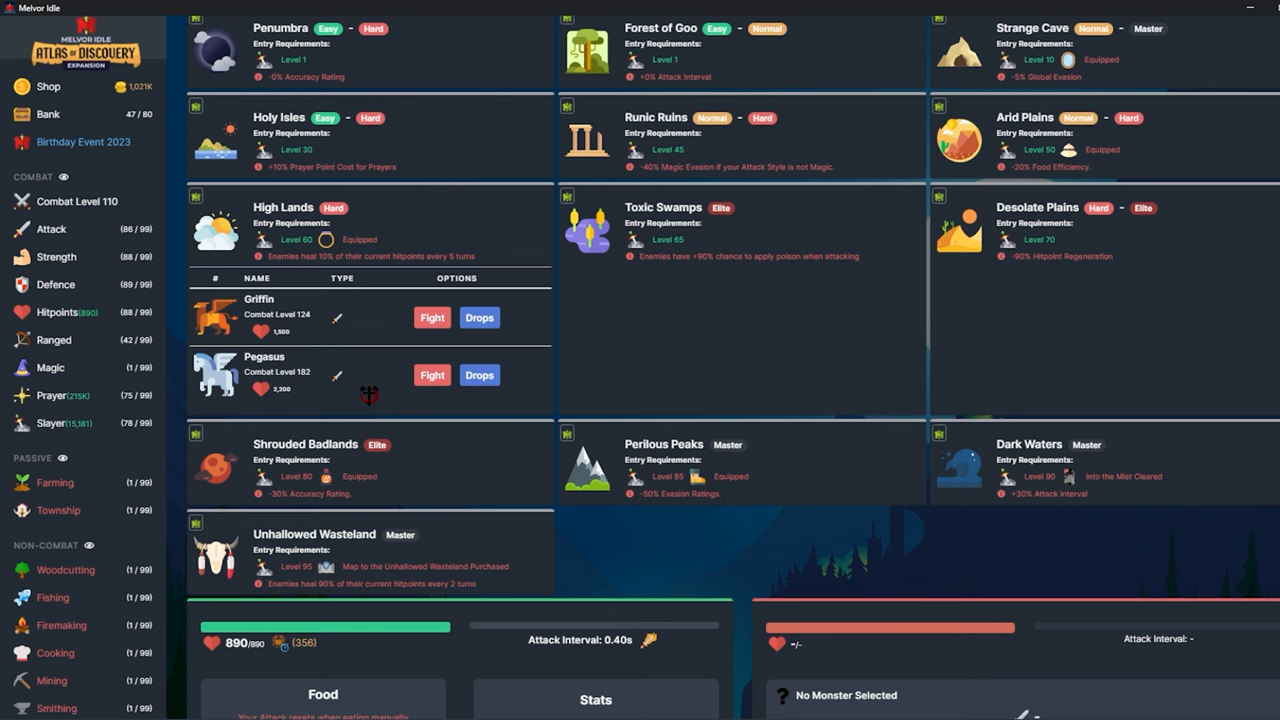 Melvor Idle
MELVOR IDLE
ATLAS OF DISCOVERY
EXPANSION
Shop 1,021K
Bank 47 / 80
Birthday Event 2023
COMBAT
Combat Level 110
Attack (86 / 99)
Strength (88 / 99)
Defence (89 / 99)
Hitpoints(890) (88 / 99)
Ranged (42 / 99)
Magic (1 / 99)
Prayer(215K) (75 / 99)
Slayer(15,181) (78 / 99)
PASSIVE
Farming (1 / 99)
Township (1 / 99)
NON-COMBAT
Woodcutting (1 / 99)
Fishing (1 / 99)
Firemaking (1 / 99)
Cooking (1 / 99)
Mining (1 / 99)
Smithing (1 / 99)
Penumbra Easy - Hard
Entry Requirements:
Level 1
-0% Accuracy Rating
Forest of Goo Easy - Normal
Entry Requirements:
Level 1
+0% Attack Interval
Strange Cave Normal - Master
Entry Requirements:
Level 10 Equipped
-5% Global Evasion
Holy Isles Easy - Hard
Entry Requirements:
Level 30
+10% Prayer Point Cost for Prayers
Runic Ruins Normal - Hard
Entry Requirements:
Level 45
-40% Magic Evasion if your Attack Style is not Magic.
Arid Plains Normal - Hard
Entry Requirements:
Level 50 Equipped
-20% Food Efficiency.
High Lands Hard
Entry Requirements:
Level 60 Equipped
Enemies heal 10% of their current hitpoints every 5 turns
# NAME TYPE OPTIONS
Griffin
Combat Level 124
1,500
Fight Drops
Pegasus
Combat Level 182
2,200
Fight Drops
Toxic Swamps Elite
Entry Requirements:
Level 65
Enemies have +90% chance to apply poison when attacking
Desolate Plains Hard - Elite
Entry Requirements:
Level 70
-90% Hitpoint Regeneration
Shrouded Badlands Elite
Entry Requirements:
Level 80 Equipped
-30% Accuracy Rating.
Perilous Peaks Master
Entry Requirements:
Level 85 Equipped
-50% Evasion Ratings.
Dark Waters Master
Entry Requirements:
Level 90 Into the Mist Cleared
+30% Attack Interval
Unhallowed Wasteland Master
Entry Requirements:
Level 95 Map to the Unhallowed Wasteland Purchased
Enemies heal 90% of their current hitpoints every 2 turns
890/890 (356)
Attack Interval: 0.40s
Food
Your Attack resets when eating manually.
Stats
-/-
Attack Interval: -
? No Monster Selected
-